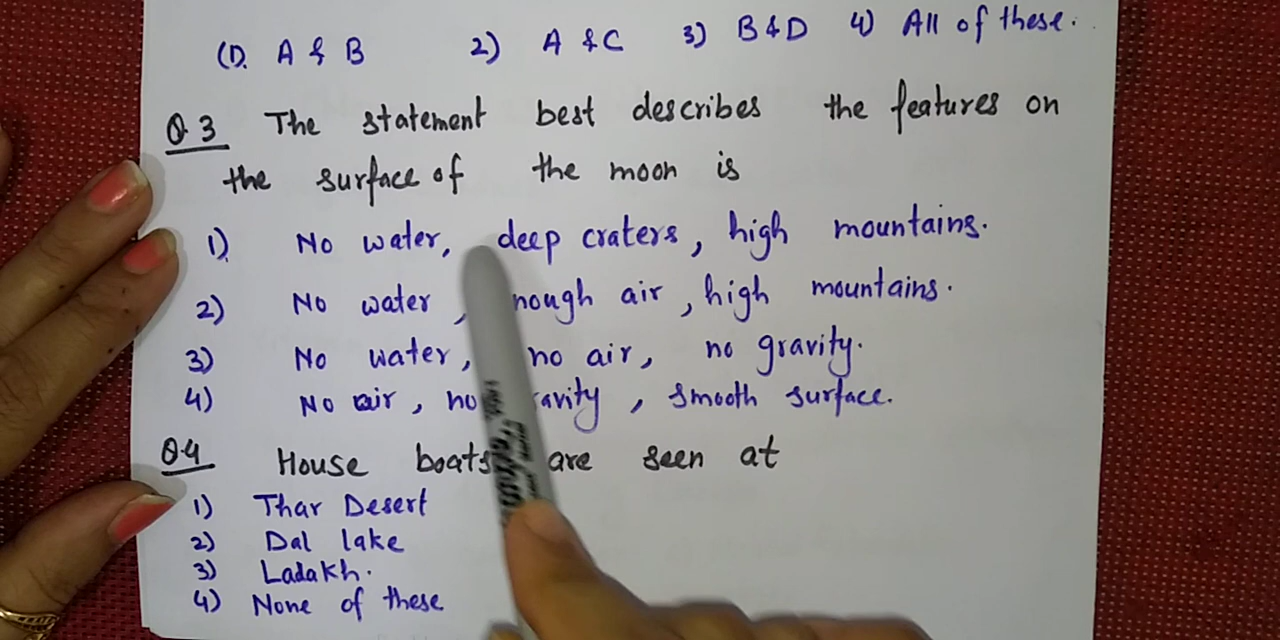 (1). A & B 2) A & C 3) B & D 4) All of these.
Q.3 The statement best describes the features on
the surface of the moon is
1) No water, deep craters, high mountains.
2) No water, nough air, high mountains.
3) No water, no air, no gravity.
4) No air, no avity, smooth surface.
Q.4 House boats are seen at
1) Thar Desert
2) Dal lake
3) Ladakh.
4) None of these